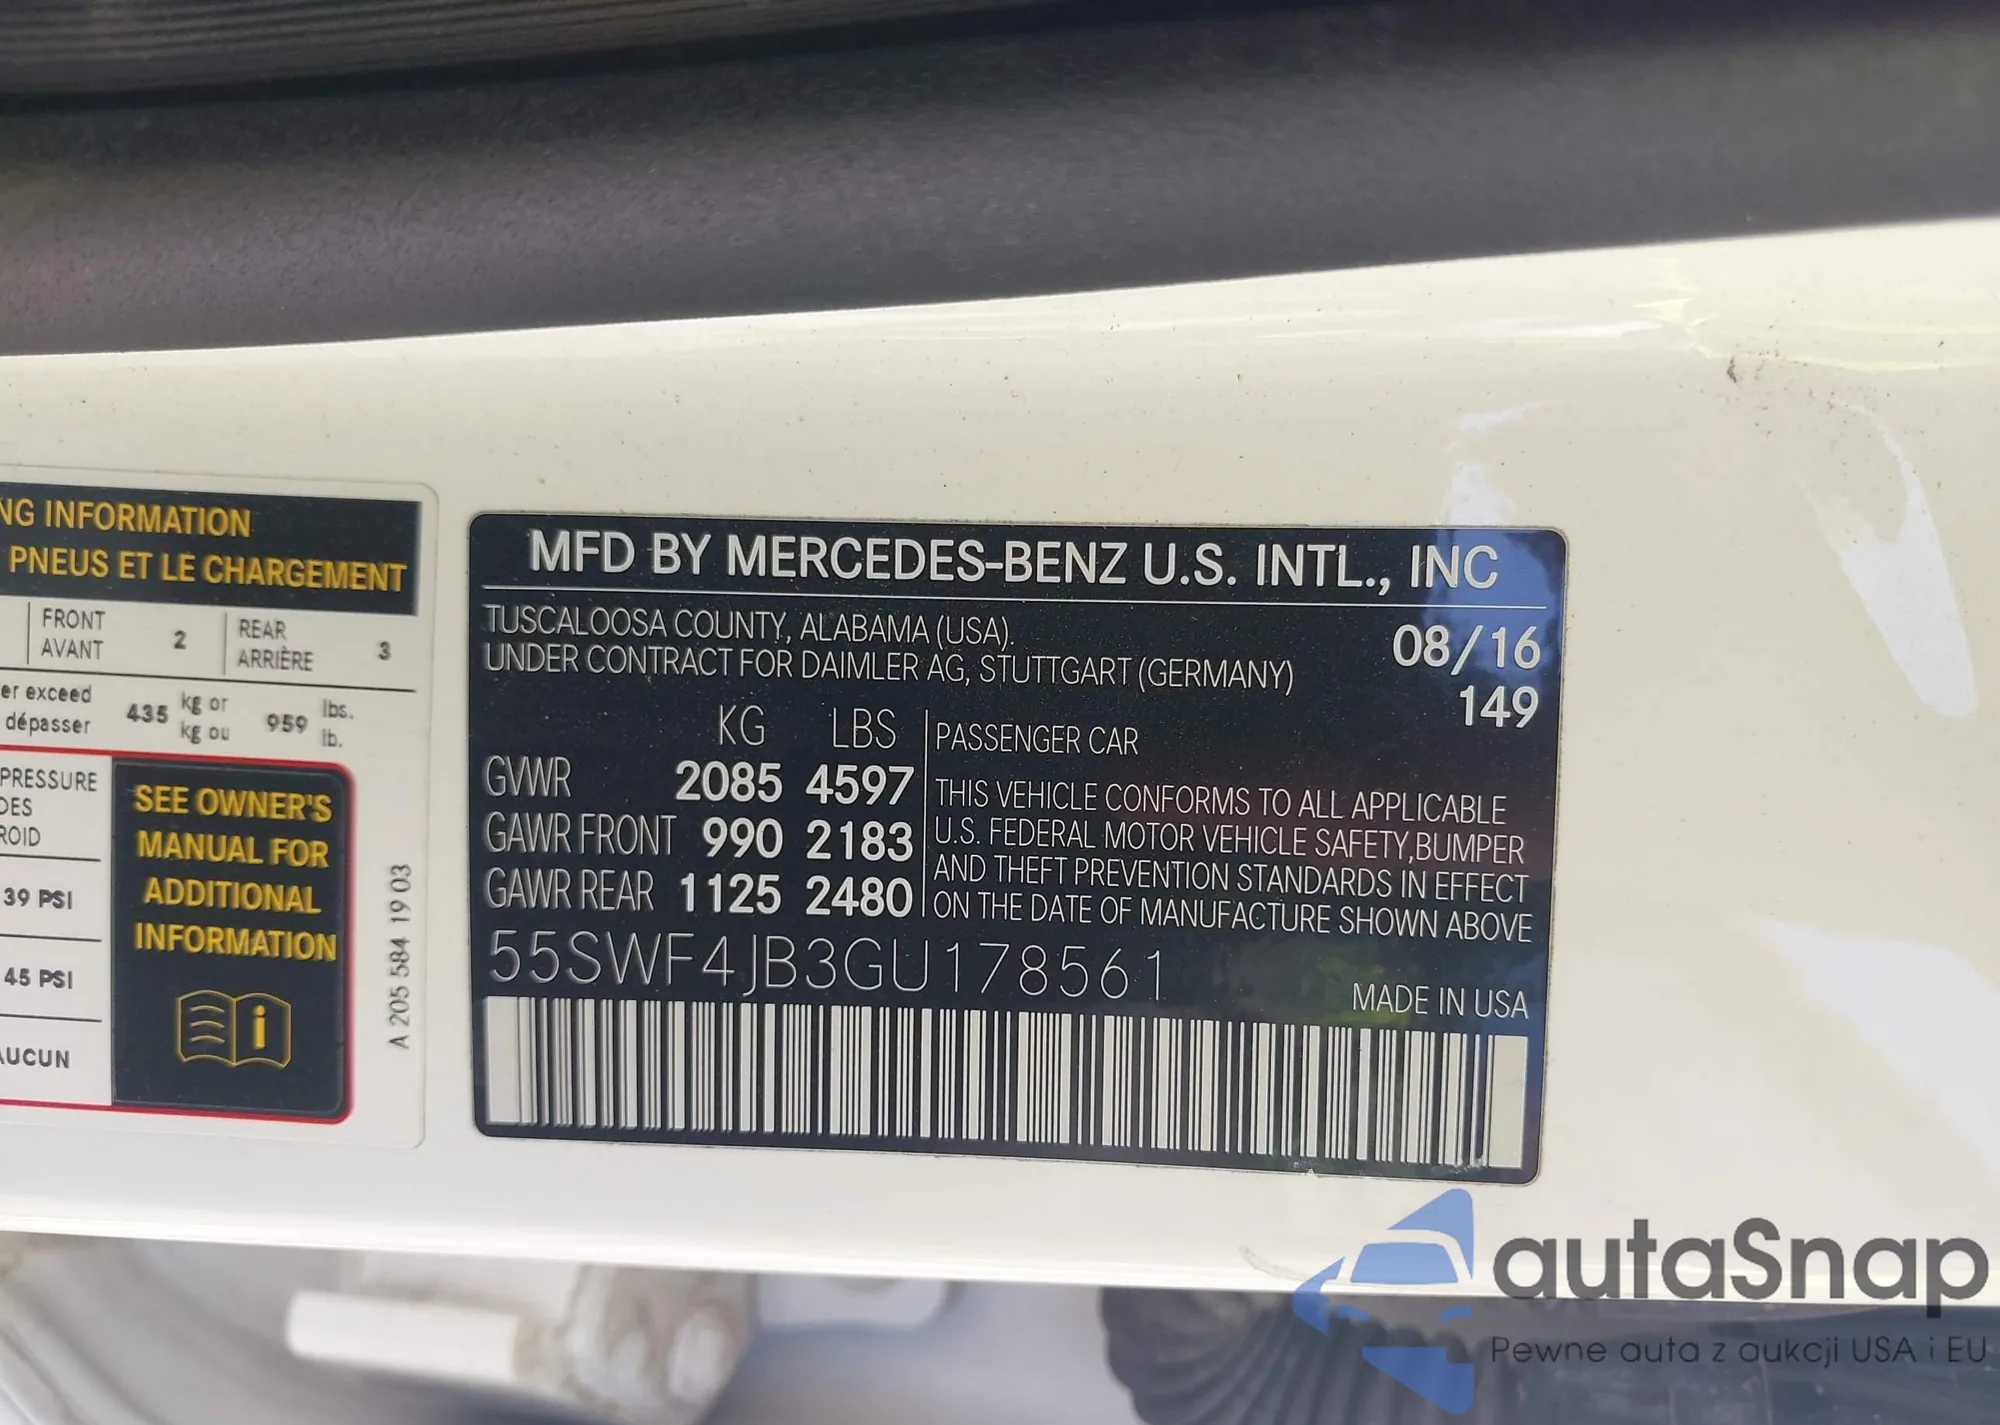 NG INFORMATION
PNEUS ET LE CHARGEMENT
FRONT
AVANT
2
REAR
ARRIÈRE
3
er exceed
dépasser
435
kg or
kg ou
959
lbs.
lb.
PRESSURE
DES
ROID
39 PSI
45 PSI
AUCUN
SEE OWNER'S
MANUAL FOR
ADDITIONAL
INFORMATION
A 205 584 19 03
MFD BY MERCEDES-BENZ U.S. INTL., INC
TUSCALOOSA COUNTY, ALABAMA (USA).
UNDER CONTRACT FOR DAIMLER AG, STUTTGART (GERMANY)
08/16
149
KG LBS
GVWR 2085 4597
GAWR FRONT 990 2183
GAWR REAR 1125 2480
PASSENGER CAR
THIS VEHICLE CONFORMS TO ALL APPLICABLE
U.S. FEDERAL MOTOR VEHICLE SAFETY,BUMPER
AND THEFT PREVENTION STANDARDS IN EFFECT
ON THE DATE OF MANUFACTURE SHOWN ABOVE
55SWF4JB3GU178561
MADE IN USA
autaSnap
Pewne auta z aukcji USA i EU